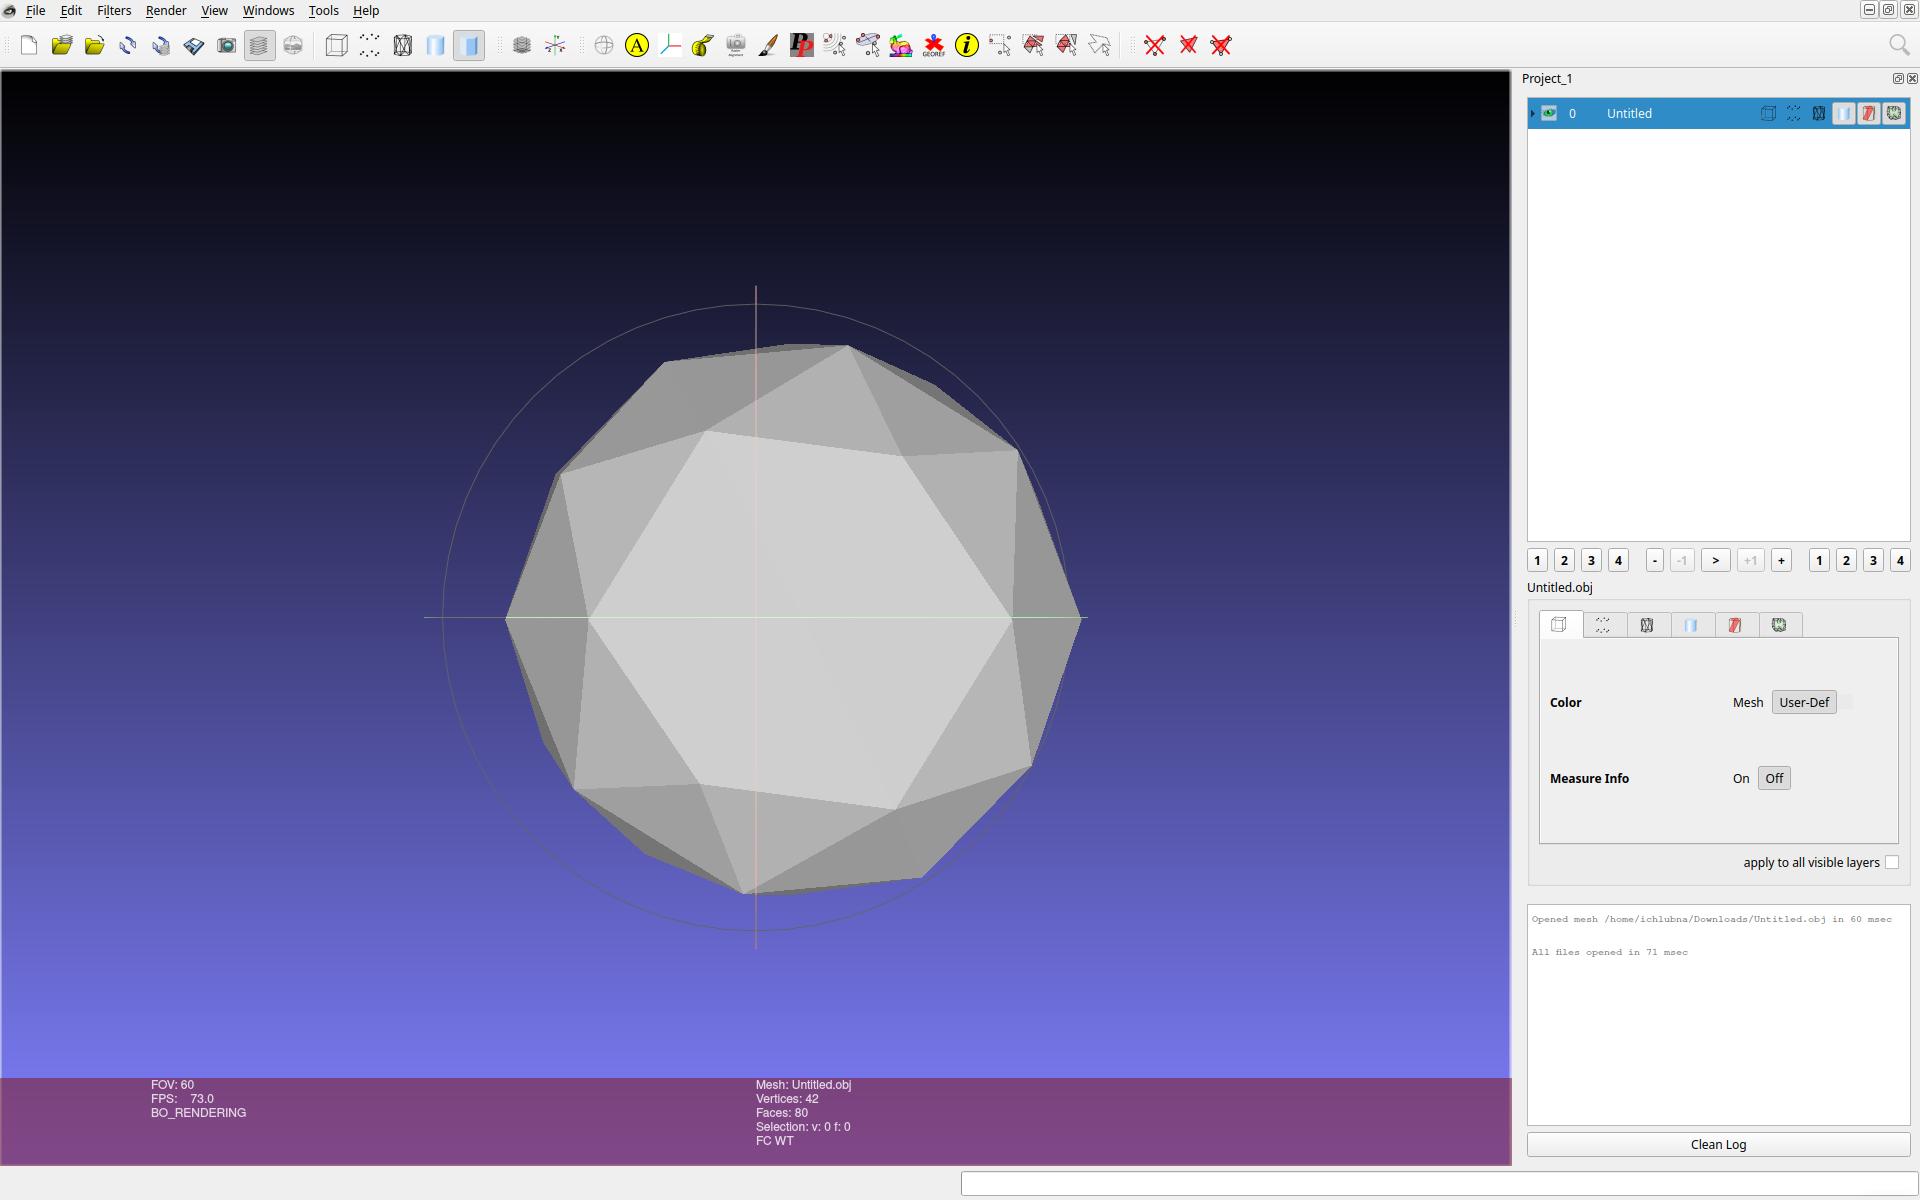 File Edit Filters Render View Windows Tools Help
A
PP
GEOREF
i
Project_1
0 Untitled
1 2 3 4 - -1 > +1 + 1 2 3 4
Untitled.obj
Color Mesh User-Def
Measure Info On Off
apply to all visible layers
Opened mesh /home/ichlubna/Downloads/Untitled.obj in 60 msec
All files opened in 71 msec
Clean Log
FOV: 60
FPS: 73.0
BO_RENDERING
Mesh: Untitled.obj
Vertices: 42
Faces: 80
Selection: v: 0 f: 0
FC WT